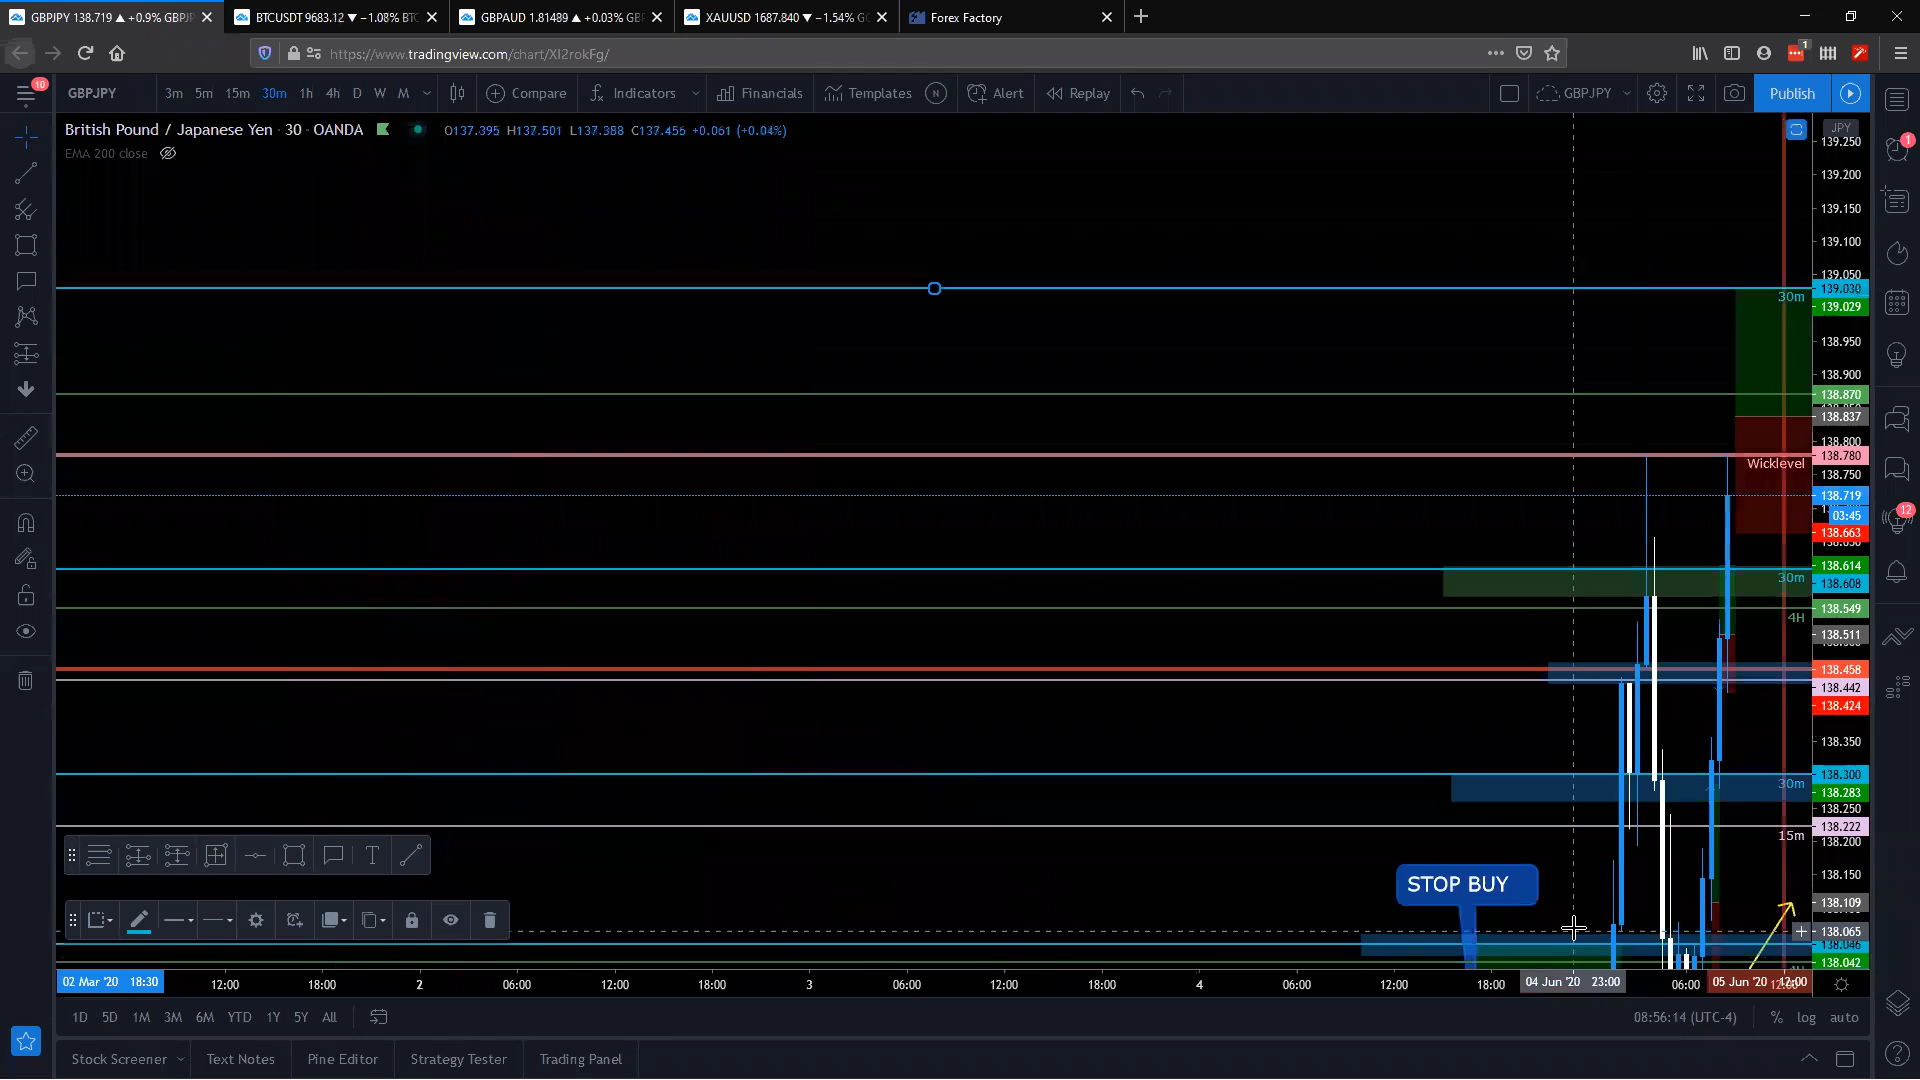 GBPJPY 138.719 ▲ +0.9% GBPJP
BTCUSDT 9683.12 ▼ −1.08% BTC
GBPAUD 1.81489 ▲ +0.03% GBP
XAUUSD 1687.840 ▼ −1.54% GO
Forex Factory
https://www.tradingview.com/chart/XI2rokFg/
1
10
GBPJPY
3m 5m 15m 30m 1h 4h D W M
Compare
Indicators
Financials
Templates
N
Alert
Replay
GBPJPY
Publish
British Pound / Japanese Yen · 30 · OANDA
O137.395 H137.501 L137.388 C137.456 +0.061 (+0.04%)
EMA 200 close
JPY
139.250
1
139.200
139.150
139.100
139.050
139.030
30m
139.029
138.950
138.900
138.870
138.837
138.800
138.780
Wicklevel
138.750
138.719
03:45
12
138.663
138.614
30m
138.608
138.549
4H
138.511
138.458
138.442
138.424
138.350
138.300
30m
138.283
138.250
138.222
15m
138.200
138.150
STOP BUY
138.109
138.065
138.046
138.042
02 Mar '20 18:30
12:00 18:00 2 06:00 12:00 18:00 3 06:00 12:00 18:00 4 06:00 12:00 18:00
04 Jun '20 23:00
06:00
05 Jun '20 12:00
1D 5D 1M 3M 6M YTD 1Y 5Y All
08:56:14 (UTC-4)
% log auto
Stock Screener
Text Notes
Pine Editor
Strategy Tester
Trading Panel